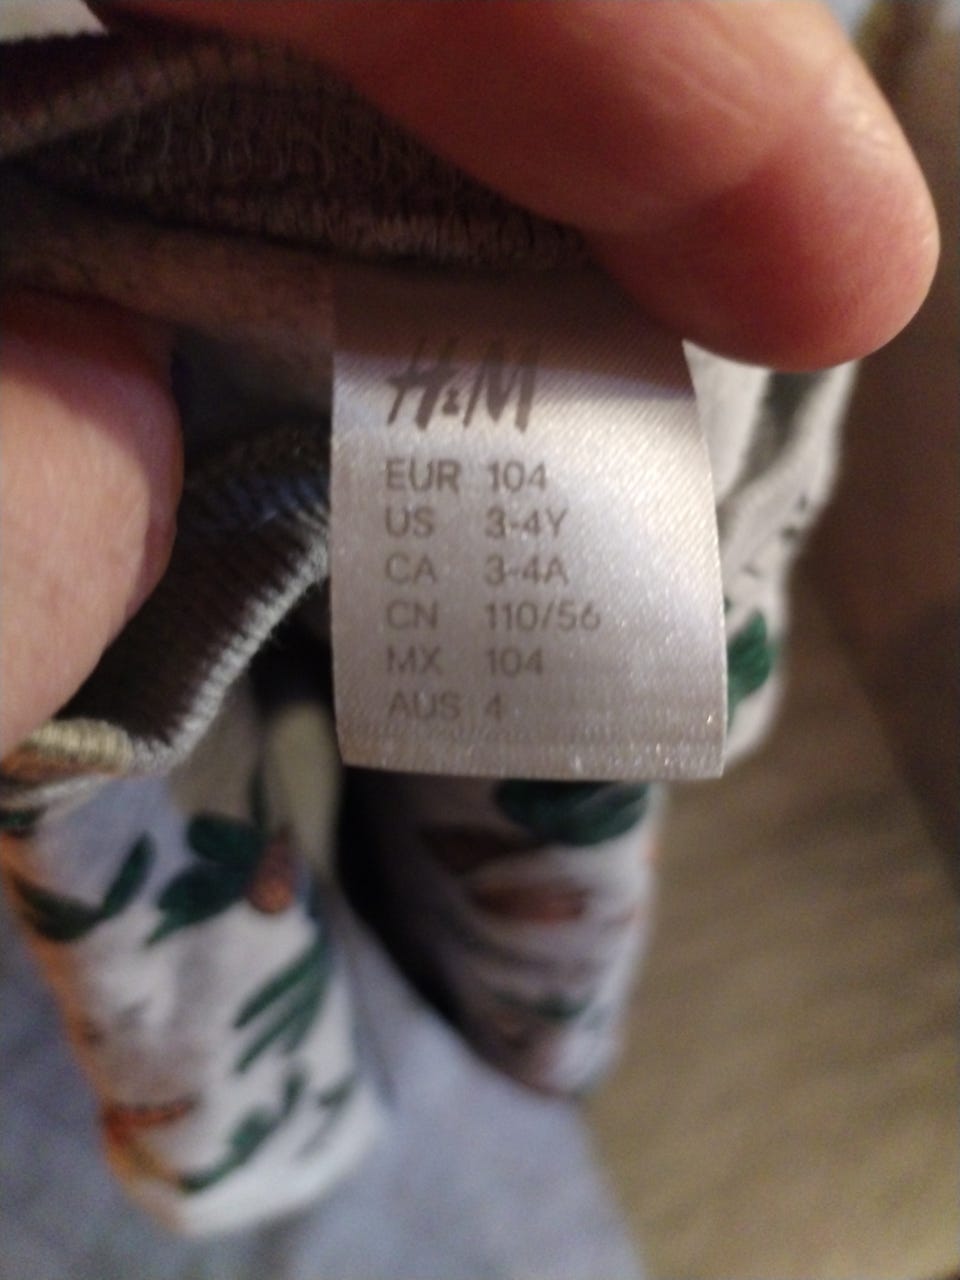 H&M
EUR 104
US 3-4Y
CA 3-4A
CN 110/56
MX 104
AUS 4